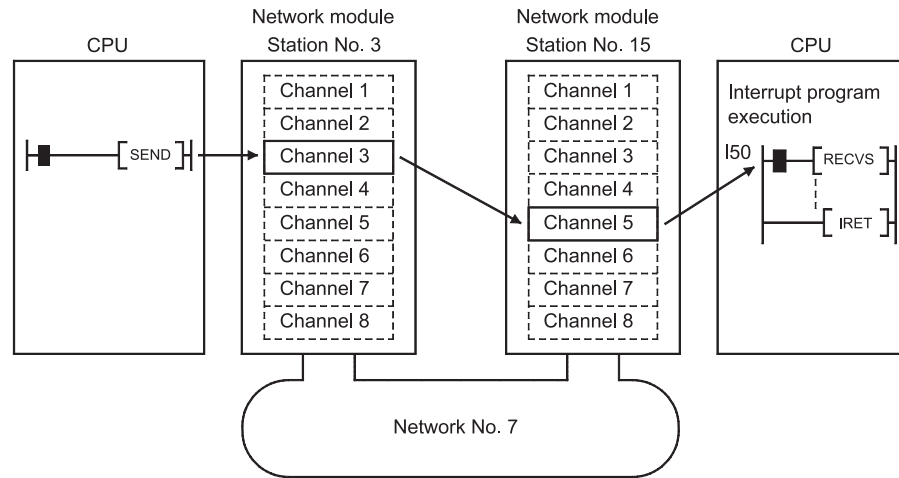 CPU
Network module
Station No. 3
Network module
Station No. 15
CPU
SEND
Channel 1
Channel 2
Channel 3
Channel 4
Channel 5
Channel 6
Channel 7
Channel 8
Channel 1
Channel 2
Channel 3
Channel 4
Channel 5
Channel 6
Channel 7
Channel 8
Interrupt program
execution
I50
RECVS
IRET
Network No. 7